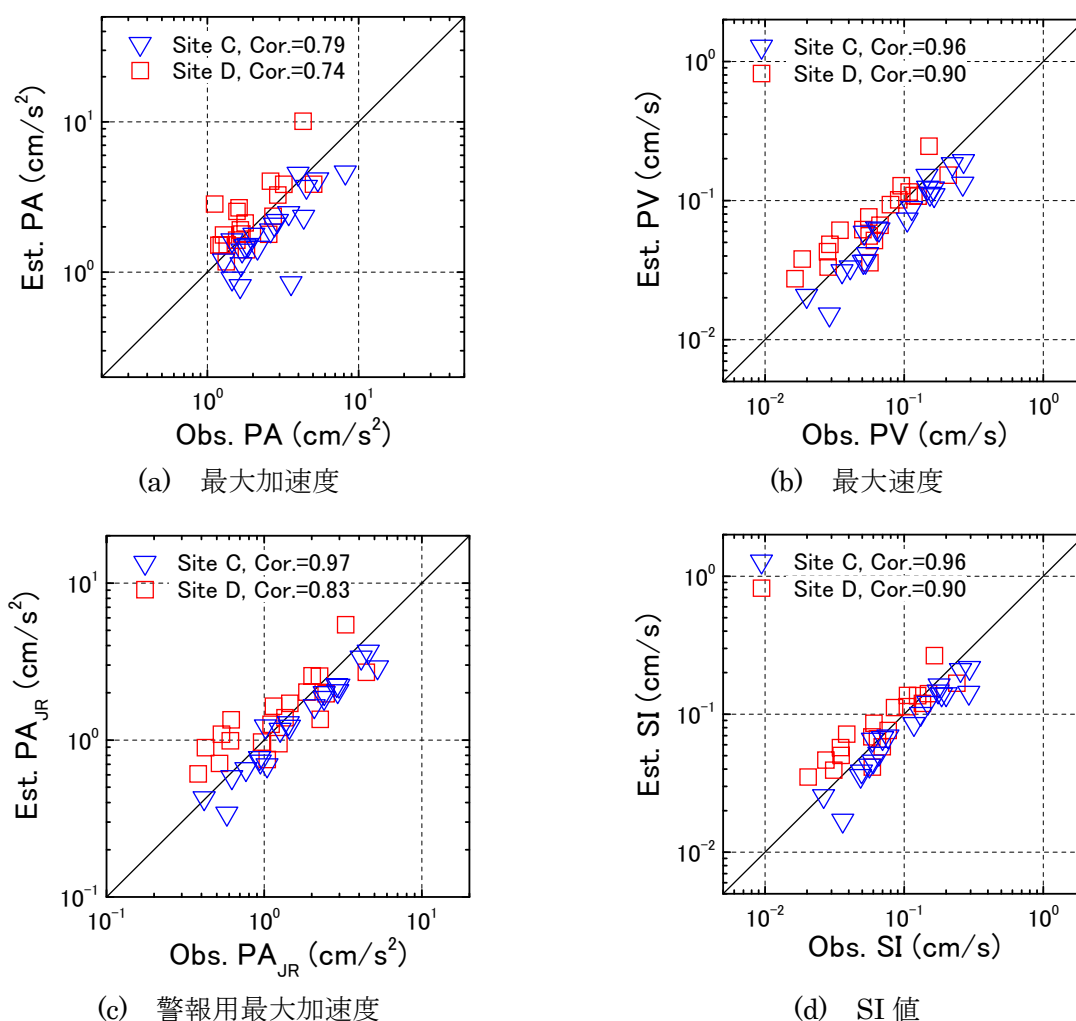 Site C, Cor.=0.79
Site D, Cor.=0.74
Est. PA (cm/s²)
10¹
10⁰
10⁰ 10¹
Obs. PA (cm/s²)
(a) 最大加速度
Site C, Cor.=0.96
Site D, Cor.=0.90
Est. PV (cm/s)
10⁰
10⁻¹
10⁻²
10⁻² 10⁻¹ 10⁰
Obs. PV (cm/s)
(b) 最大速度
Site C, Cor.=0.97
Site D, Cor.=0.83
Est. PA_JR (cm/s²)
10¹
10⁰
10⁻¹
10⁻¹ 10⁰ 10¹
Obs. PA_JR (cm/s²)
(c) 警報用最大加速度
Site C, Cor.=0.96
Site D, Cor.=0.90
Est. SI (cm/s)
10⁰
10⁻¹
10⁻²
10⁻² 10⁻¹ 10⁰
Obs. SI (cm/s)
(d) SI 値